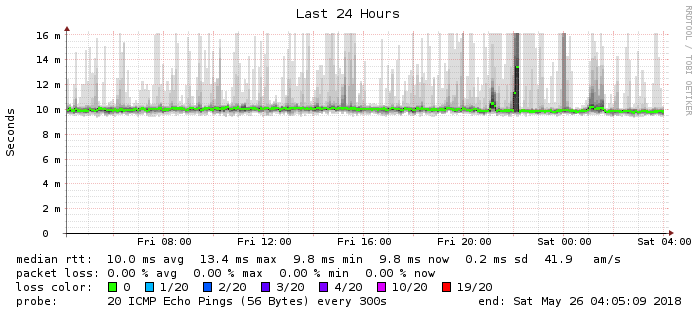 Last 24 Hours
RRDTOOL / TOBI OETIKER
Seconds
16 m
14 m
12 m
10 m
8 m
6 m
4 m
2 m
0
Fri 08:00 Fri 12:00 Fri 16:00 Fri 20:00 Sat 00:00 Sat 04:00
median rtt: 10.0 ms avg 13.4 ms max 9.8 ms min 9.8 ms now 0.2 ms sd 41.9 am/s
packet loss: 0.00 % avg 0.00 % max 0.00 % min 0.00 % now
loss color: 0 1/20 2/20 3/20 4/20 10/20 19/20
probe: 20 ICMP Echo Pings (56 Bytes) every 300s end: Sat May 26 04:05:09 2018